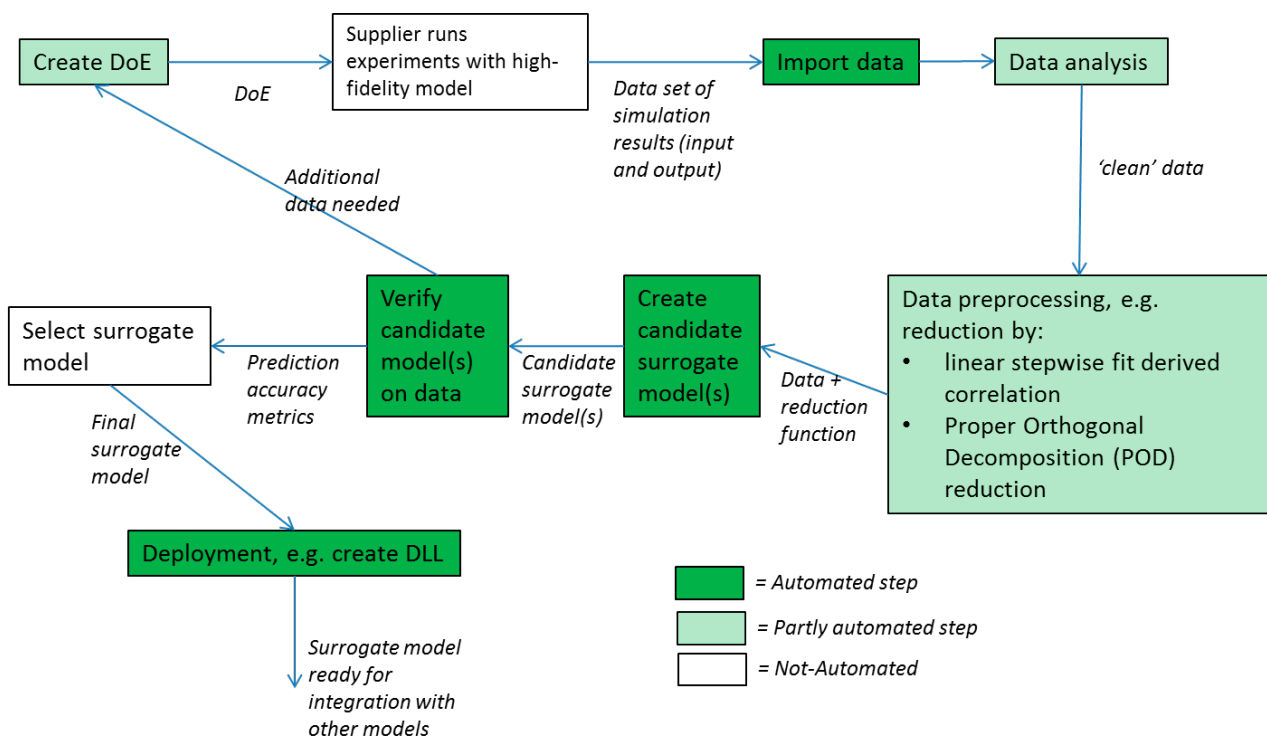 Create DoE
DoE
Supplier runs
experiments with high-
fidelity model
Data set of
simulation
results (input
and output)
Import data
Data analysis
‘clean’ data
Additional
data needed
Select surrogate
model
Prediction
accuracy
metrics
Verify
candidate
model(s)
on data
Candidate
surrogate
model(s)
Create
candidate
surrogate
model(s)
Data +
reduction
function
Data preprocessing, e.g.
reduction by:
• linear stepwise fit derived
correlation
• Proper Orthogonal
Decomposition (POD)
reduction
Final
surrogate
model
Deployment, e.g. create DLL
Surrogate model
ready for
integration with
other models
= Automated step
= Partly automated step
= Not-Automated